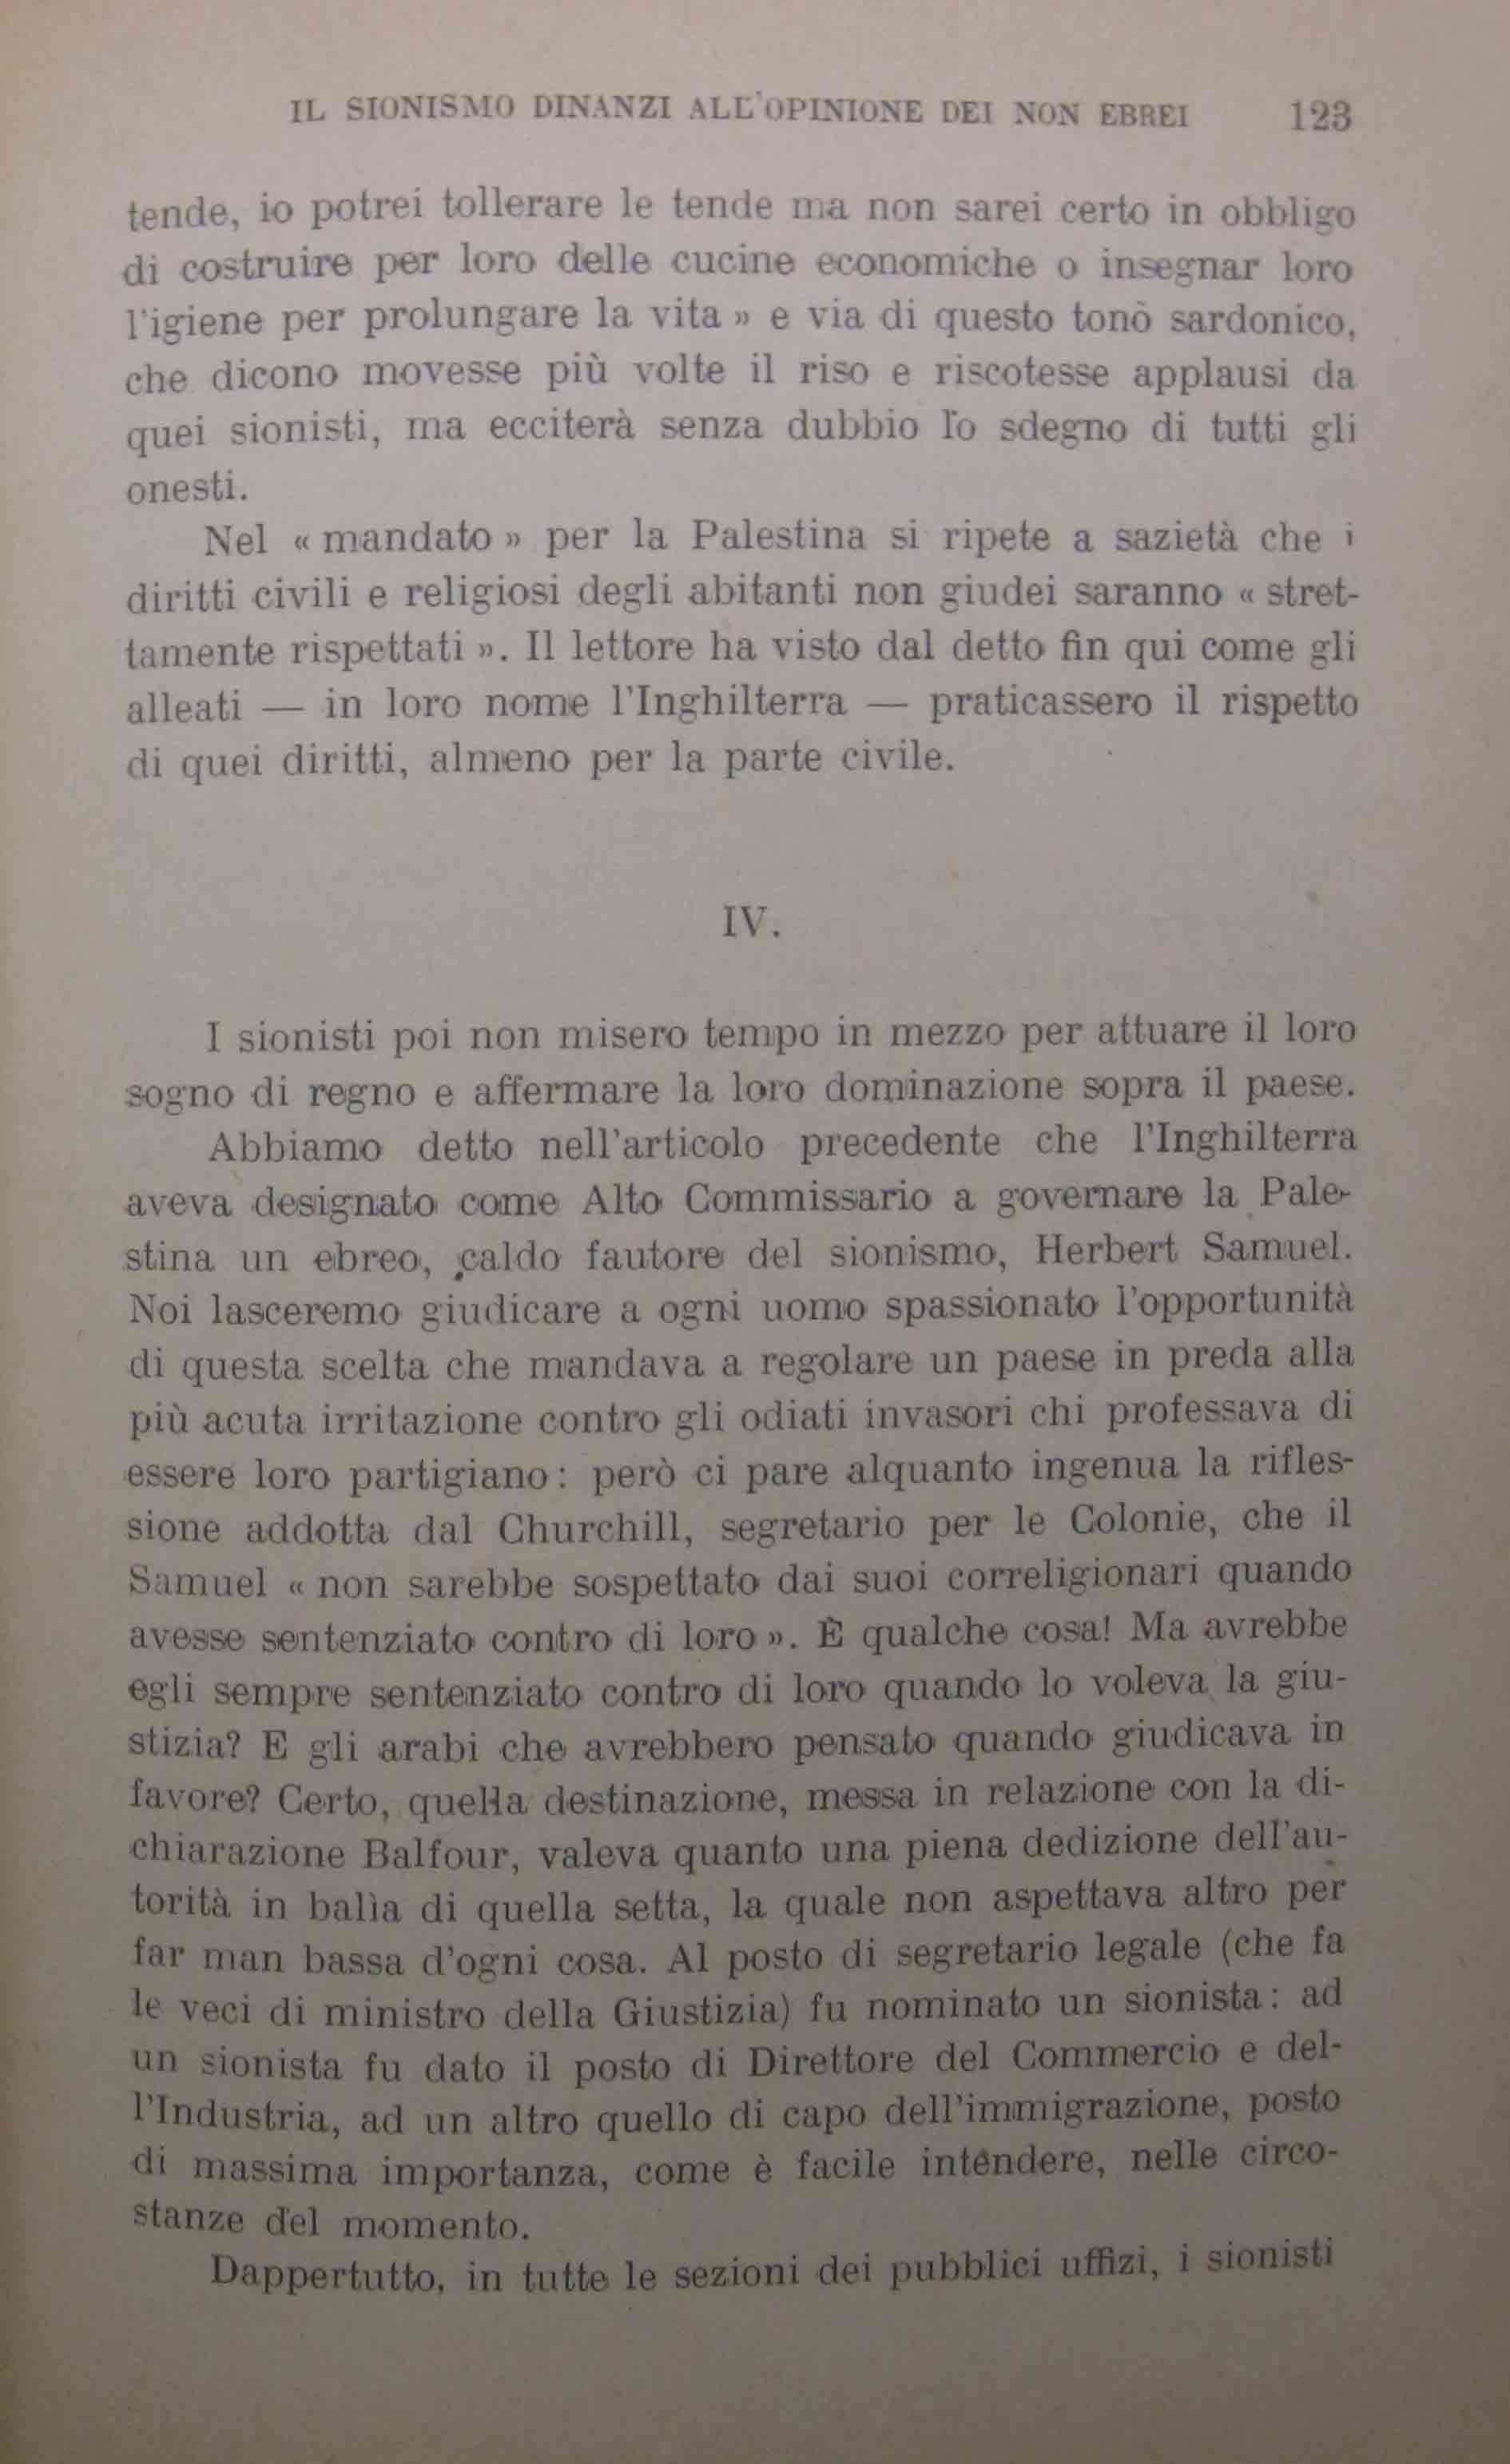 IL SIONISMO DINANZI ALL'OPINIONE DEI NON EBREI 123
tende, io potrei tollerare le tende ma non sarei certo in obbligo
di costruire per loro delle cucine economiche o insegnar loro
l'igiene per prolungare la vita » e via di questo tono sardonico,
che dicono movesse più volte il riso e riscotesse applausi da
quei sionisti, ma ecciterà senza dubbio lo sdegno di tutti gli
onesti.
Nel « mandato » per la Palestina si ripete a sazietà che i
diritti civili e religiosi degli abitanti non giudei saranno « stret-
tamente rispettati ». Il lettore ha visto dal detto fin qui come gli
alleati — in loro nome l'Inghilterra — praticassero il rispetto
di quei diritti, almeno per la parte civile.
IV.
I sionisti poi non misero tempo in mezzo per attuare il loro
sogno di regno e affermare la loro dominazione sopra il paese.
Abbiamo detto nell'articolo precedente che l'Inghilterra
aveva designato come Alto Commissario a governare la Pale-
stina un ebreo, caldo fautore del sionismo, Herbert Samuel.
Noi lasceremo giudicare a ogni uomo spassionato l'opportunità
di questa scelta che mandava a regolare un paese in preda alla
più acuta irritazione contro gli odiati invasori chi professava di
essere loro partigiano: però ci pare alquanto ingenua la rifles-
sione addotta dal Churchill, segretario per le Colonie, che il
Samuel « non sarebbe sospettato dai suoi correligionari quando
avesse sentenziato contro di loro ». È qualche cosa! Ma avrebbe
egli sempre sentenziato contro di loro quando lo voleva la giu-
stizia? E gli arabi che avrebbero pensato quando giudicava in
favore? Certo, quella destinazione, messa in relazione con la di-
chiarazione Balfour, valeva quanto una piena dedizione dell'au-
torità in balìa di quella setta, la quale non aspettava altro per
far man bassa d'ogni cosa. Al posto di segretario legale (che fa
le veci di ministro della Giustizia) fu nominato un sionista: ad
un sionista fu dato il posto di Direttore del Commercio e del-
l'Industria, ad un altro quello di capo dell'immigrazione, posto
di massima importanza, come è facile intendere, nelle circo-
stanze del momento.
Dappertutto, in tutte le sezioni dei pubblici uffizi, i sionisti